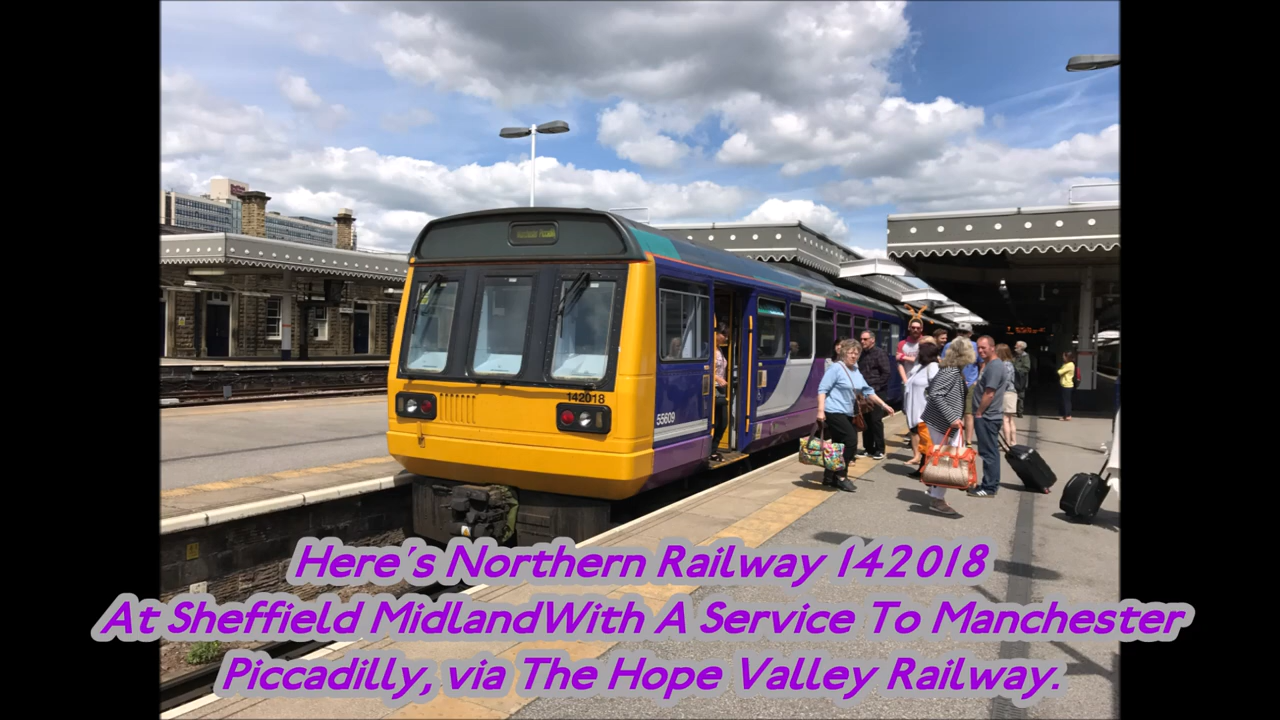 142018
55609
Here's Northern Railway 142018
At Sheffield MidlandWith A Service To Manchester
Piccadilly, via The Hope Valley Railway.